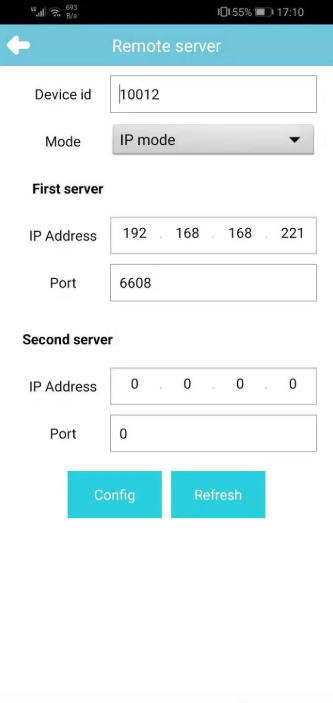 693
B/s
55%
17:10
Remote server
Device id
10012
Mode
IP mode
First server
IP Address
192 . 168 . 168 . 221
Port
6608
Second server
IP Address
0 . 0 . 0 . 0
Port
0
Config
Refresh